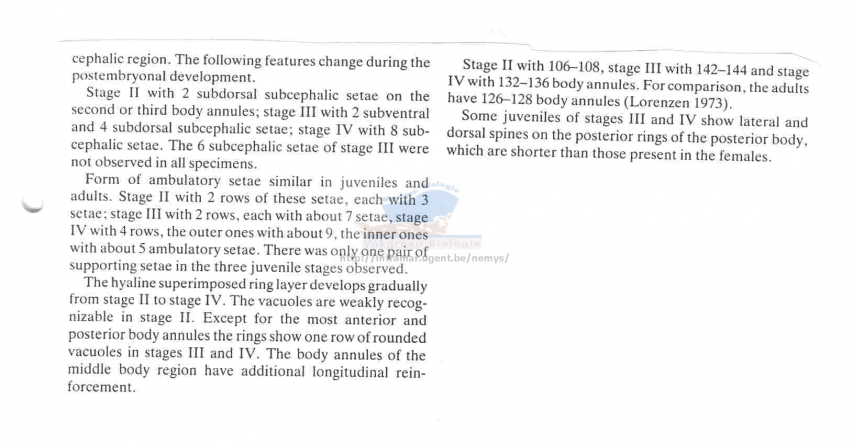 cephalic region. The following features change during the
postembryonal development.
Stage II with 2 subdorsal subcephalic setae on the
second or third body annules; stage III with 2 subventral
and 4 subdorsal subcephalic setae; stage IV with 8 sub-
cephalic setae. The 6 subcephalic setae of stage III were
not observed in all specimens.
Form of ambulatory setae similar in juveniles and
adults. Stage II with 2 rows of these setae, each with 3
setae; stage III with 2 rows, each with about 7 setae, stage
IV with 4 rows, the outer ones with about 9, the inner ones
with about 5 ambulatory setae. There was only one pair of
supporting setae in the three juvenile stages observed.
The hyaline superimposed ring layer develops gradually
from stage II to stage IV. The vacuoles are weakly recog-
nizable in stage II. Except for the most anterior and
posterior body annules the rings show one row of rounded
vacuoles in stages III and IV. The body annules of the
middle body region have additional longitudinal rein-
forcement.
Stage II with 106–108, stage III with 142–144 and stage
IV with 132–136 body annules. For comparison, the adults
have 126–128 body annules (Lorenzen 1973).
Some juveniles of stages III and IV show lateral and
dorsal spines on the posterior rings of the posterior body,
which are shorter than those present in the females.